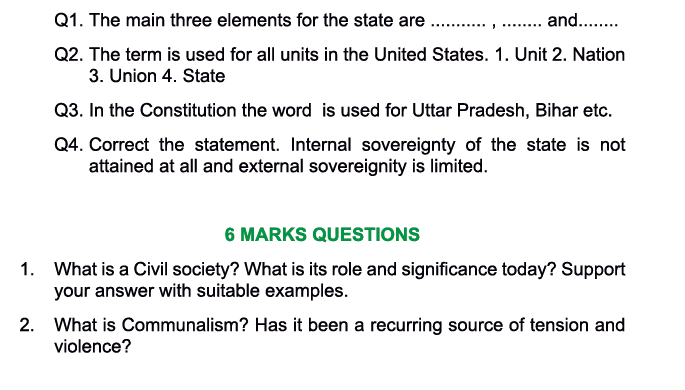 Q1. The main three elements for the state are ........... , ........ and........
Q2. The term is used for all units in the United States. 1. Unit 2. Nation
3. Union 4. State
Q3. In the Constitution the word is used for Uttar Pradesh, Bihar etc.
Q4. Correct the statement. Internal sovereignty of the state is not
attained at all and external sovereignity is limited.
6 MARKS QUESTIONS
1. What is a Civil society? What is its role and significance today? Support
your answer with suitable examples.
2. What is Communalism? Has it been a recurring source of tension and
violence?